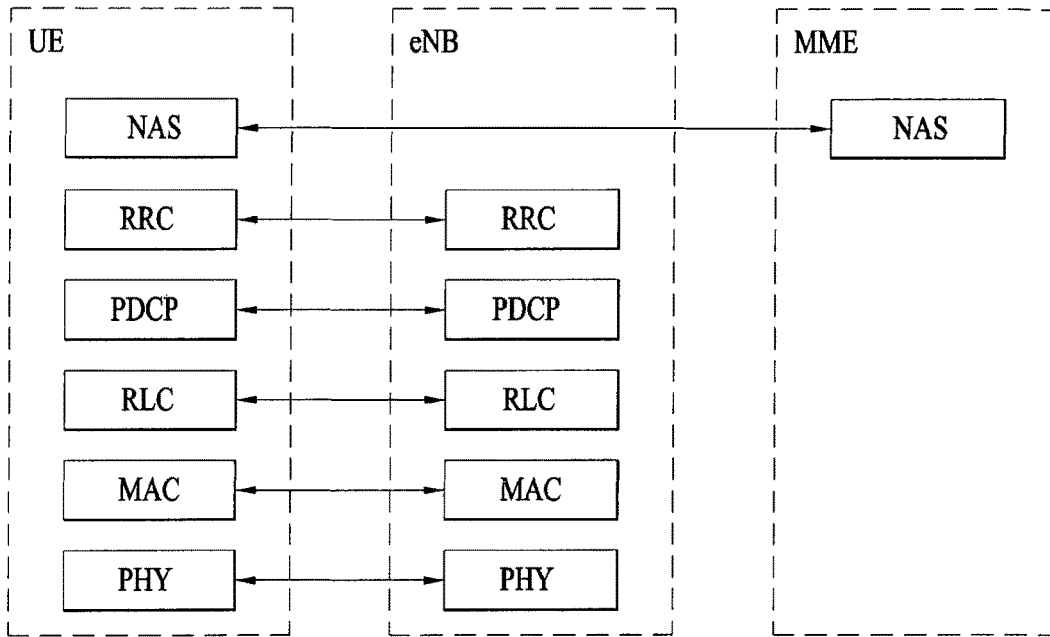 UE
eNB
MME
NAS
NAS
RRC
RRC
PDCP
PDCP
RLC
RLC
MAC
MAC
PHY
PHY